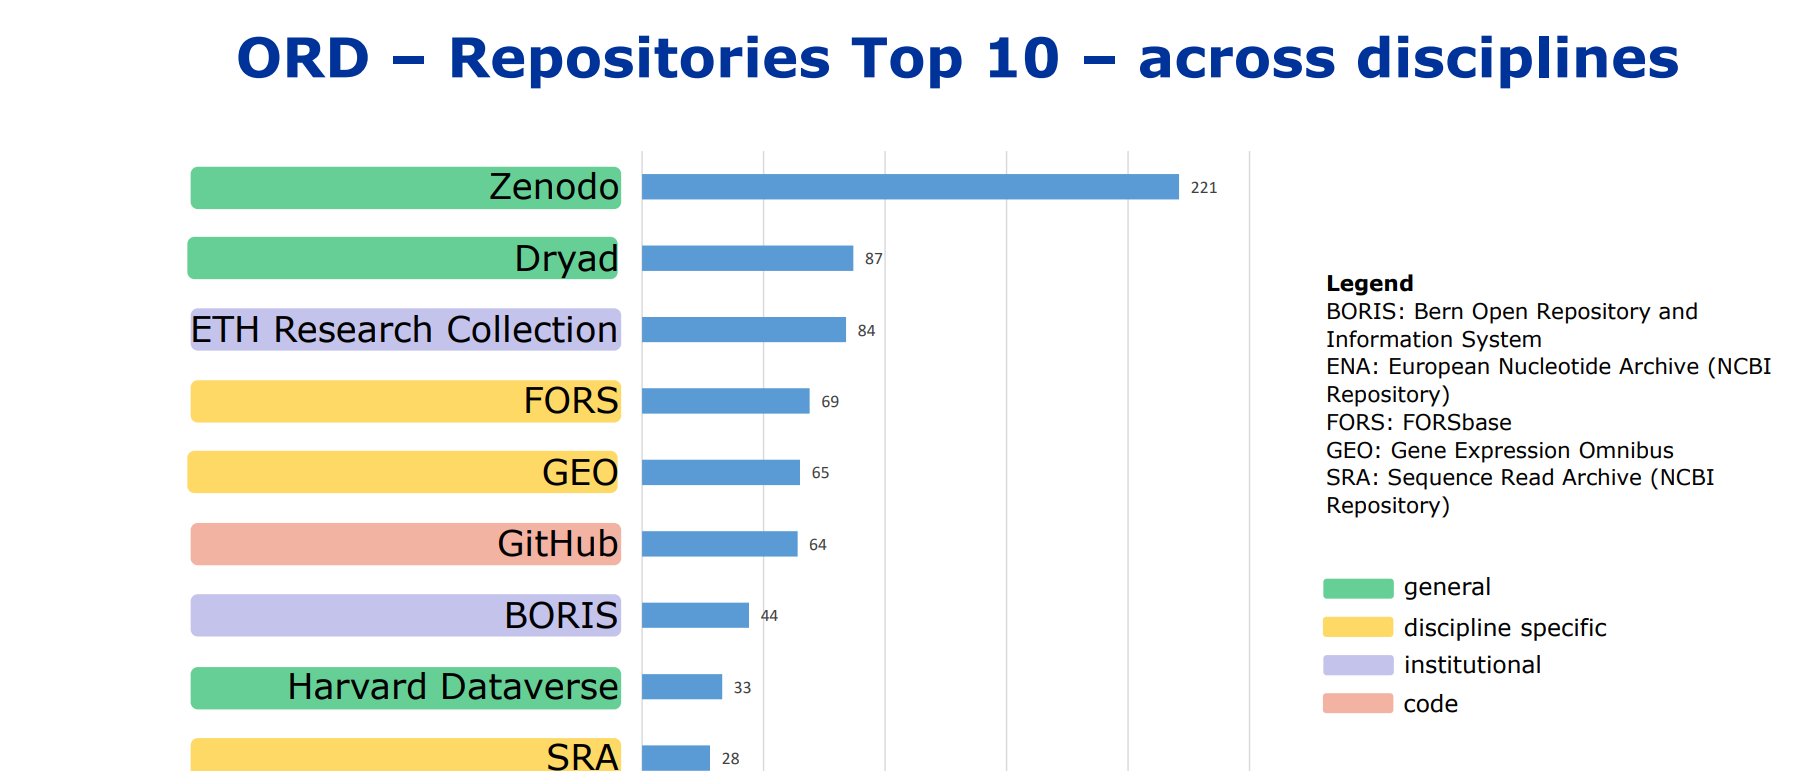 ORD – Repositories Top 10 – across disciplines
Zenodo 221
Dryad 87
ETH Research Collection 84
FORS 69
GEO 65
GitHub 64
BORIS 44
Harvard Dataverse 33
SRA 28
Legend
BORIS: Bern Open Repository and
Information System
ENA: European Nucleotide Archive (NCBI
Repository)
FORS: FORSbase
GEO: Gene Expression Omnibus
SRA: Sequence Read Archive (NCBI
Repository)
general
discipline specific
institutional
code